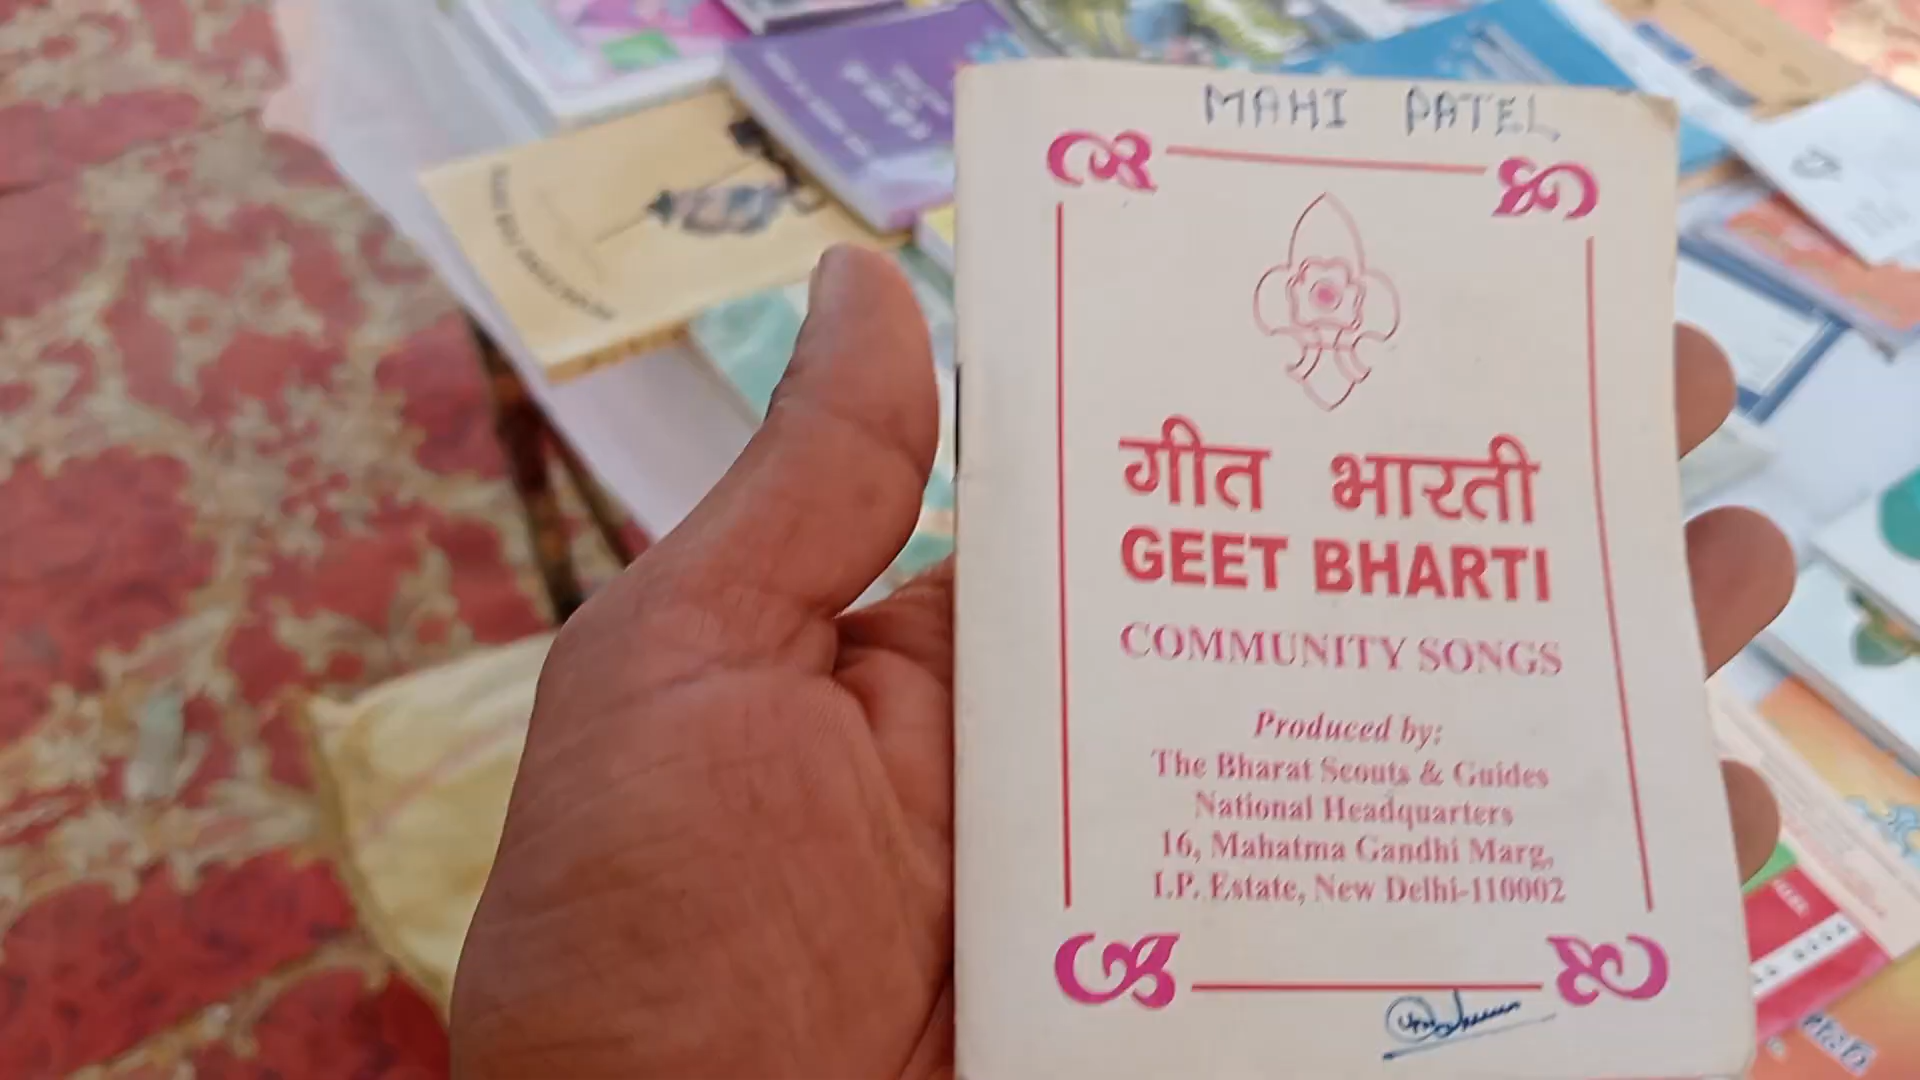 MAHI PATEL
गीत भारती
GEET BHARTI
COMMUNITY SONGS
Produced by:
The Bharat Scouts & Guides
National Headquarters
16, Mahatma Gandhi Marg,
I.P. Estate, New Delhi-110002